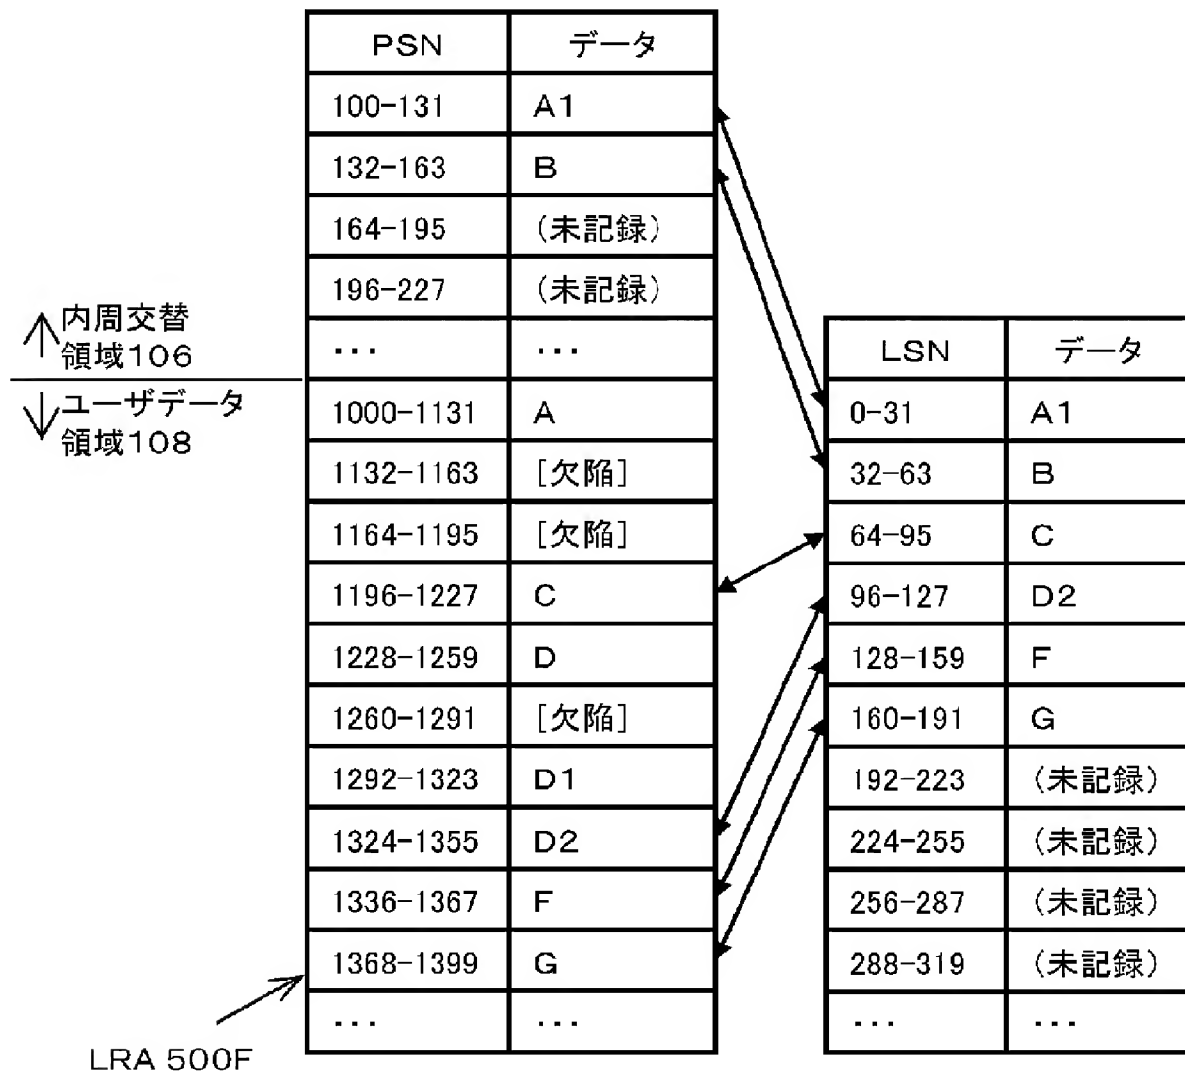 PSN データ
100-131 A1
132-163 B
164-195 (未記録)
196-227 (未記録)
... ...
1000-1131 A
1132-1163 [欠陥]
1164-1195 [欠陥]
1196-1227 C
1228-1259 D
1260-1291 [欠陥]
1292-1323 D1
1324-1355 D2
1336-1367 F
1368-1399 G
... ...
内周交替
領域106
ユーザデータ
領域108
LRA 500F
LSN データ
0-31 A1
32-63 B
64-95 C
96-127 D2
128-159 F
160-191 G
192-223 (未記録)
224-255 (未記録)
256-287 (未記録)
288-319 (未記録)
... ...